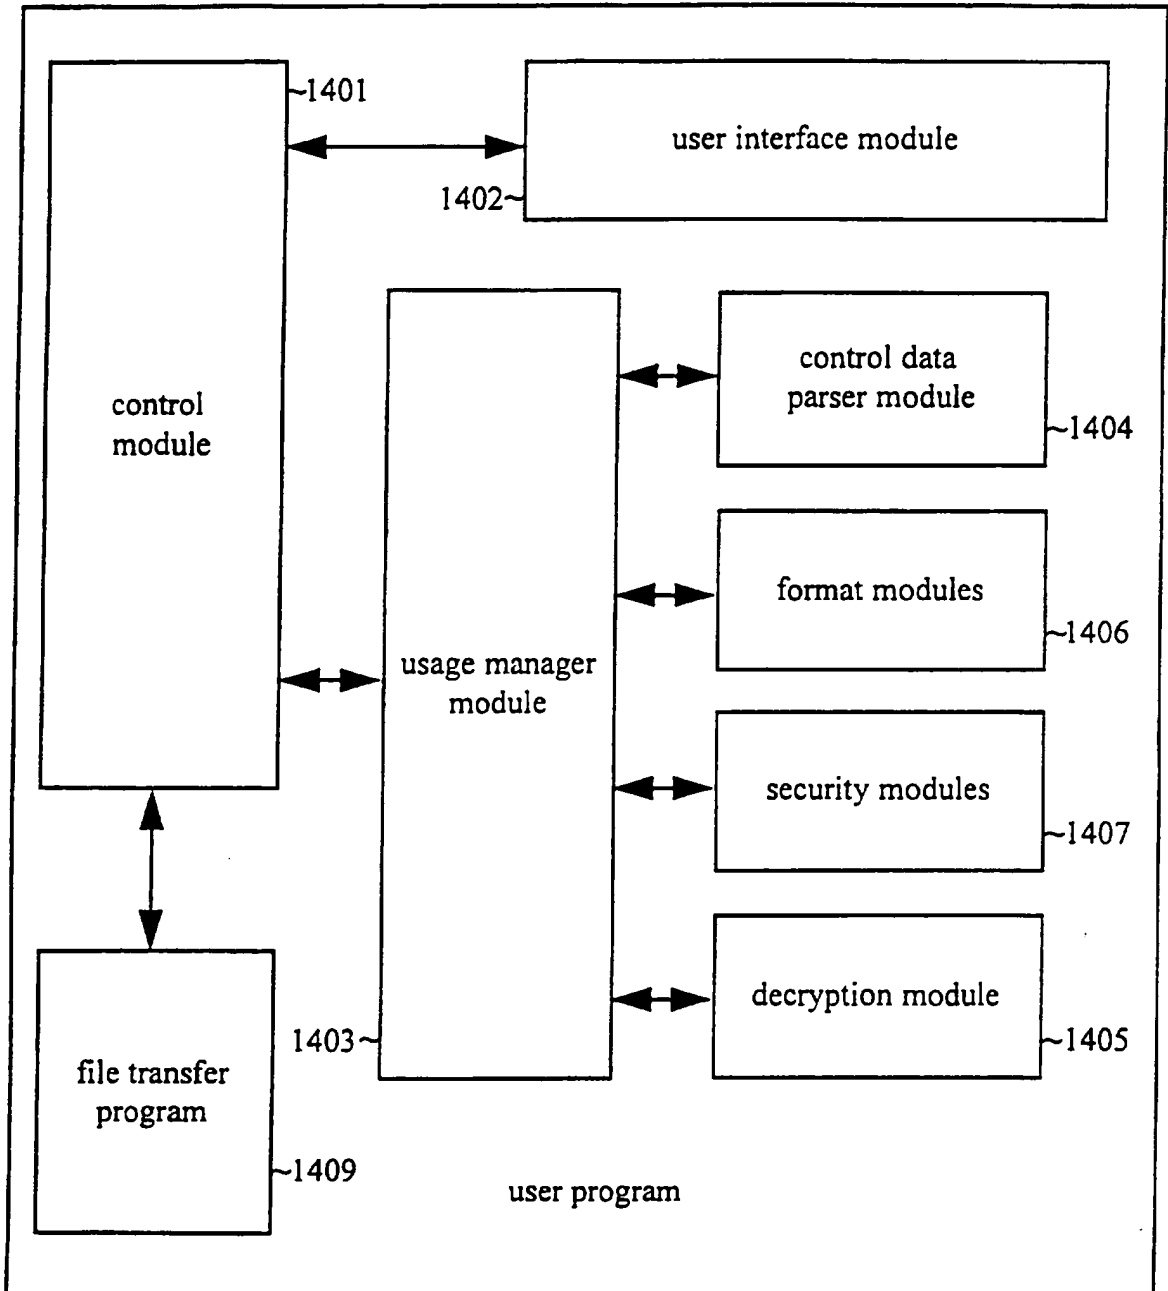 1401
user interface module
1402
control
module
control data
parser module
1404
format modules
1406
usage manager
module
security modules
1407
decryption module
1403
1405
file transfer
program
1409
user program